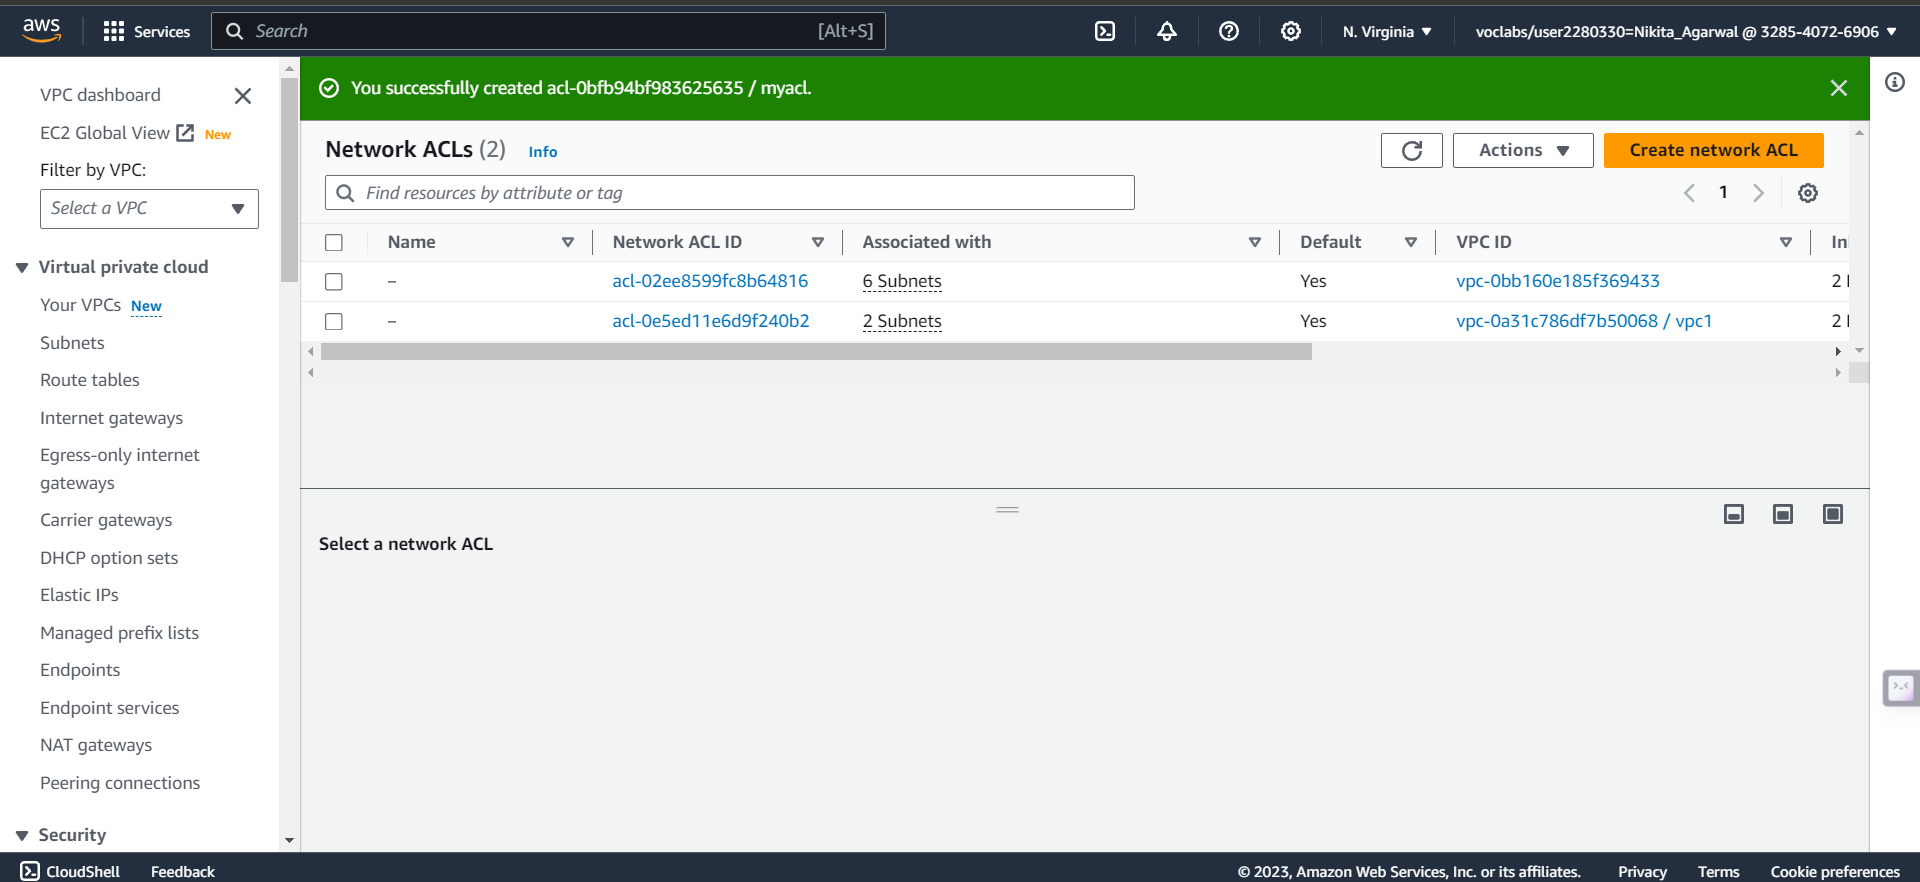 aws
Services
Search
[Alt+S]
N. Virginia
voclabs/user2280330=Nikita_Agarwal @ 3285-4072-6906
VPC dashboard
EC2 Global View New
Filter by VPC:
Select a VPC
Virtual private cloud
Your VPCs New
Subnets
Route tables
Internet gateways
Egress-only internet
gateways
Carrier gateways
DHCP option sets
Elastic IPs
Managed prefix lists
Endpoints
Endpoint services
NAT gateways
Peering connections
Security
You successfully created acl-0bfb94bf983625635 / myacl.
Network ACLs (2) Info
Actions
Create network ACL
Find resources by attribute or tag
1
Name Network ACL ID Associated with Default VPC ID
– acl-02ee8599fc8b64816 6 Subnets Yes vpc-0bb160e185f369433 2
– acl-0e5ed11e6d9f240b2 2 Subnets Yes vpc-0a31c786df7b50068 / vpc1 2
Select a network ACL
CloudShell Feedback
© 2023, Amazon Web Services, Inc. or its affiliates. Privacy Terms Cookie preferences